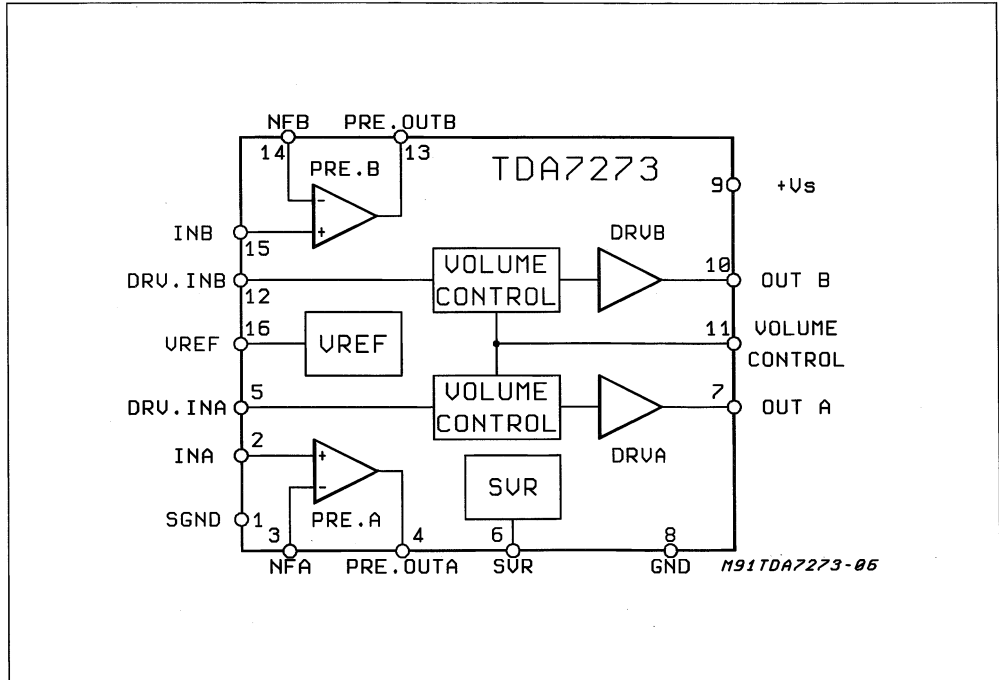 NFB PRE.OUTB
14 13
PRE.B
TDA7273
9 +Vs
-
+
INB
15
DRVB
DRV.INB
12
VOLUME
CONTROL
10 OUT B
VREF
16
VREF
11 VOLUME
CONTROL
DRV.INA
5
VOLUME
CONTROL
7 OUT A
INA
2
+
-
DRVA
SVR
SGND 1
PRE.A
3 4 6 8
NFA PRE.OUTA SVR GND M91TDA7273-06